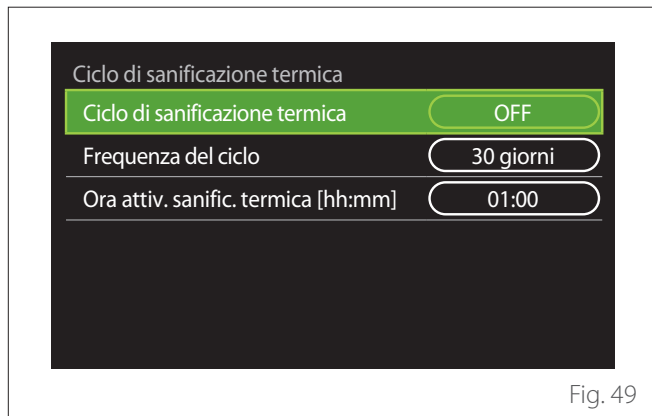 Ciclo di sanificazione termica
Ciclo di sanificazione termica OFF
Frequenza del ciclo 30 giorni
Ora attiv. sanific. termica [hh:mm] 01:00
Fig. 49